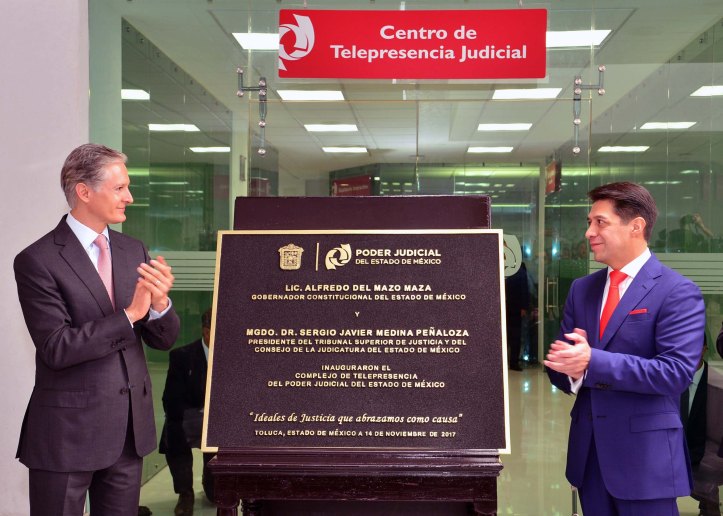 Centro de
Telepresencia Judicial
PODER JUDICIAL
DEL ESTADO DE MÉXICO
LIC. ALFREDO DEL MAZO MAZA
GOBERNADOR CONSTITUCIONAL DEL ESTADO DE MÉXICO
Y
MGDO. DR. SERGIO JAVIER MEDINA PEÑALOZA
PRESIDENTE DEL TRIBUNAL SUPERIOR DE JUSTICIA Y DEL
CONSEJO DE LA JUDICATURA DEL ESTADO DE MÉXICO
INAUGURARON EL
COMPLEJO DE TELEPRESENCIA
DEL PODER JUDICIAL DEL ESTADO DE MÉXICO
"Ideales de Justicia que abrazamos como causa"
TOLUCA, ESTADO DE MÉXICO A 14 DE NOVIEMBRE DE 2017